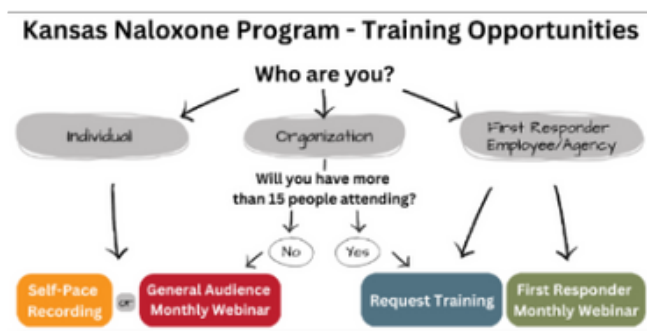 Kansas Naloxone Program - Training Opportunities
Who are you?
Individual
Organization
First Responder
Employee/Agency
Will you have more
than 15 people attending?
No
Yes
Self-Pace
Recording
or
General Audience
Monthly Webinar
Request Training
First Responder
Monthly Webinar